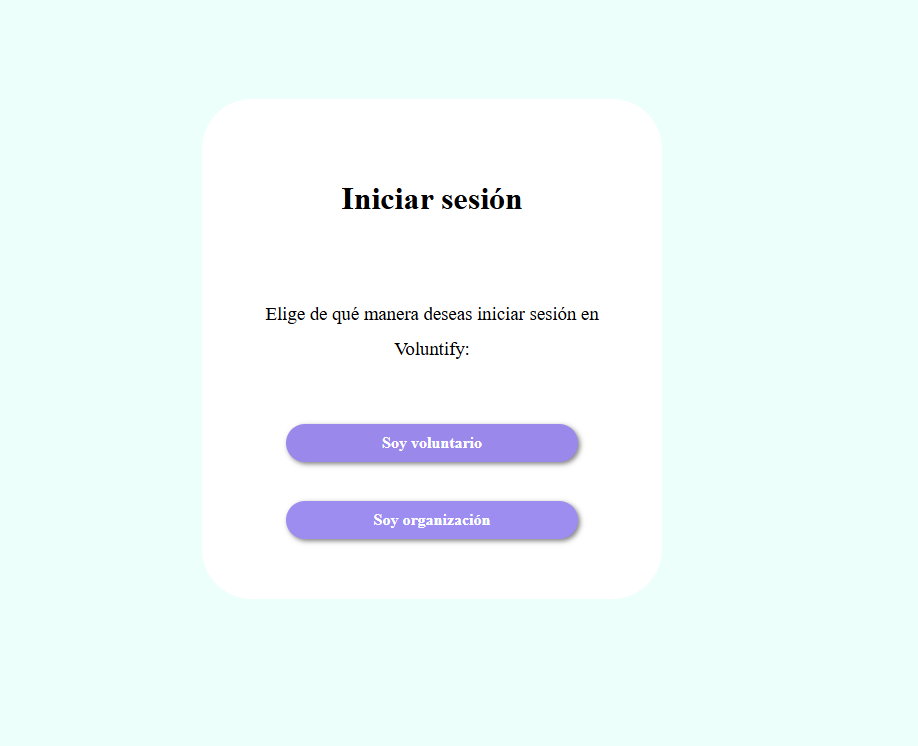 Iniciar sesión
Elige de qué manera deseas iniciar sesión en
Voluntify:
Soy voluntario
Soy organización